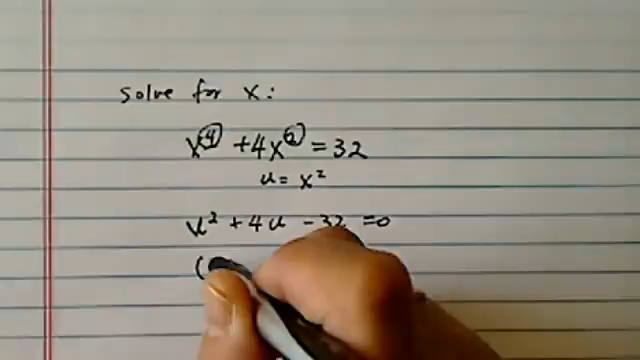 solve for x:
x⁴ + 4x² = 32
u = x²
u² + 4u - 32 = 0
(